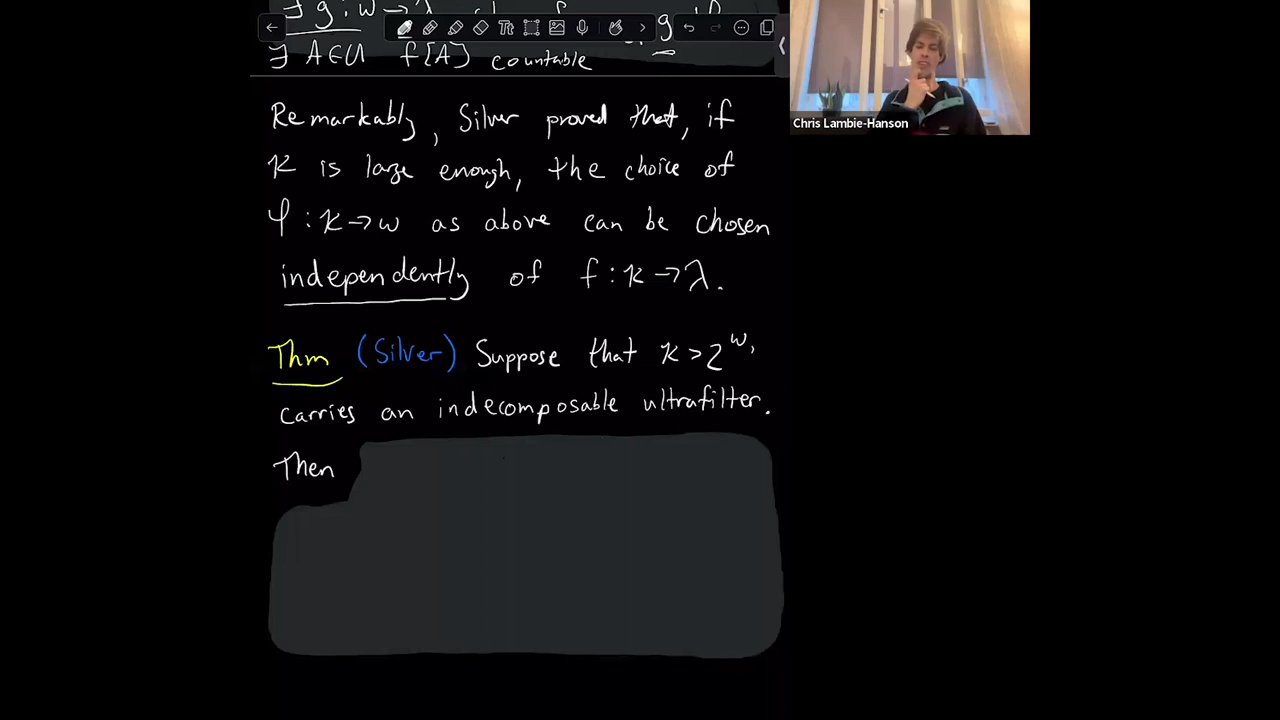 ∃ g : ω → λ
g
∃ A ∈ U f[A] countable
Chris Lambie-Hanson
Remarkably, Silver proved that, if
κ is large enough, the choice of
φ : κ → ω as above can be chosen
independently of f : κ → λ.
Thm (Silver) Suppose that κ > 2^ω,
carries an indecomposable ultrafilter.
Then